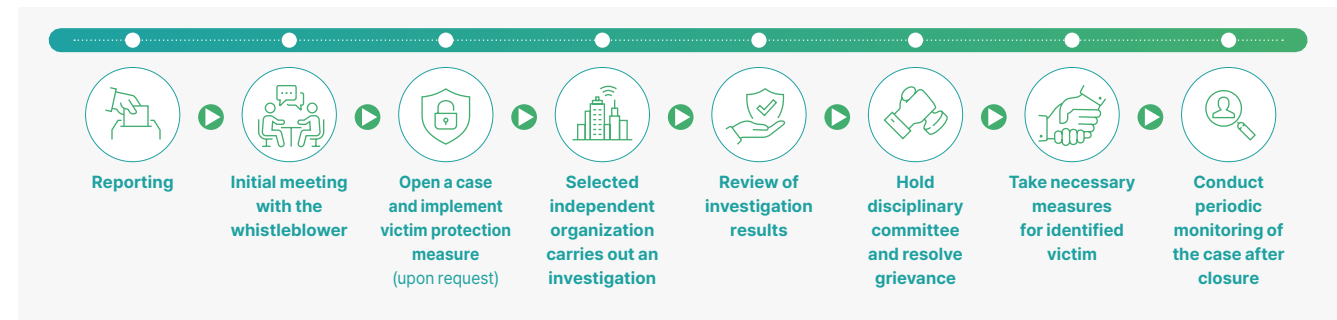 Reporting
Initial meeting
with the
whistleblower
Open a case
and implement
victim protection
measure
(upon request)
Selected
independent
organization
carries out an
investigation
Review of
investigation
results
Hold
disciplinary
committee
and resolve
grievance
Take necessary
measures
for identified
victim
Conduct
periodic
monitoring of
the case after
closure